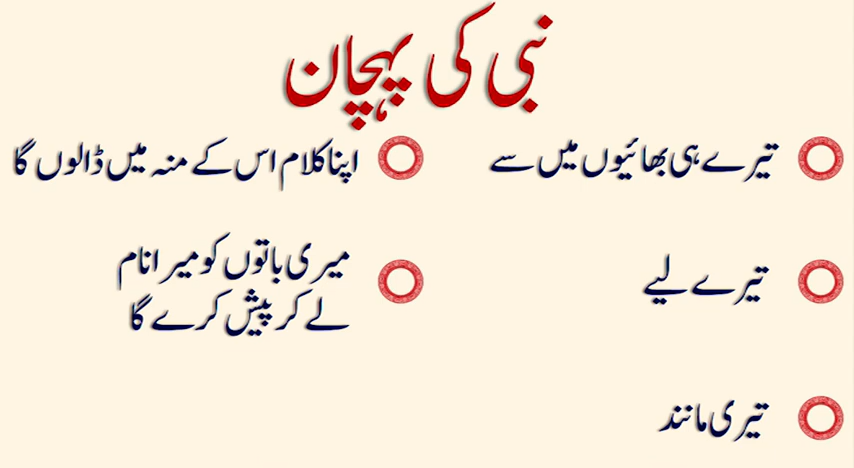 نبی کی پہچان
تیرے ہی بھائیوں میں سے
تیرے لیے
تیری مانند
اپنا کلام اس کے منہ میں ڈالوں گا
میری باتوں کو میرا نام
لے کر پیش کرے گا